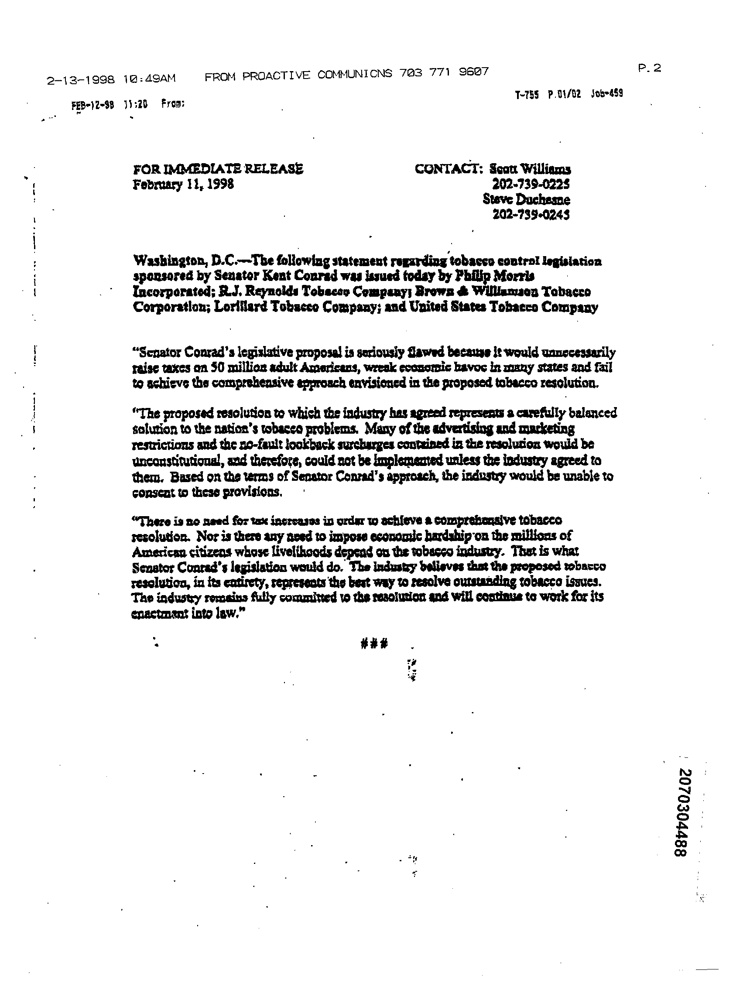 2-13-1998 10:49AM FROM PROACTIVE COMMUNICNS 703 771 9607 P.2
FEB-12-98 11:20 From: T-755 P.01/02 Job-459
FOR IMMEDIATE RELEASE CONTACT: Scott Williams
February 11, 1998 202-739-0225
Steve Duchesne
202-739-0245
Washington, D.C.—The following statement regarding tobacco control legislation
sponsored by Senator Kent Conrad was issued today by Philip Morris
Incorporated; R.J. Reynolds Tobacco Company; Brown & Williamson Tobacco
Corporation; Lorillard Tobacco Company; and United States Tobacco Company
"Senator Conrad's legislative proposal is seriously flawed because it would unnecessarily
raise taxes on 50 million adult Americans, wreak economic havoc in many states and fail
to achieve the comprehensive approach envisioned in the proposed tobacco resolution.
"The proposed resolution to which the industry has agreed represents a carefully balanced
solution to the nation's tobacco problems. Many of the advertising and marketing
restrictions and the no-fault lookback surcharges contained in the resolution would be
unconstitutional, and therefore, could not be implemented unless the industry agreed to
them. Based on the terms of Senator Conrad's approach, the industry would be unable to
consent to these provisions.
"There is no need for tax increases in order to achieve a comprehensive tobacco
resolution. Nor is there any need to impose economic hardship on the millions of
American citizens whose livelihoods depend on the tobacco industry. That is what
Senator Conrad's legislation would do. The industry believes that the proposed tobacco
resolution, in its entirety, represents the best way to resolve outstanding tobacco issues.
The industry remains fully committed to the resolution and will continue to work for its
enactment into law."
###
2070304488